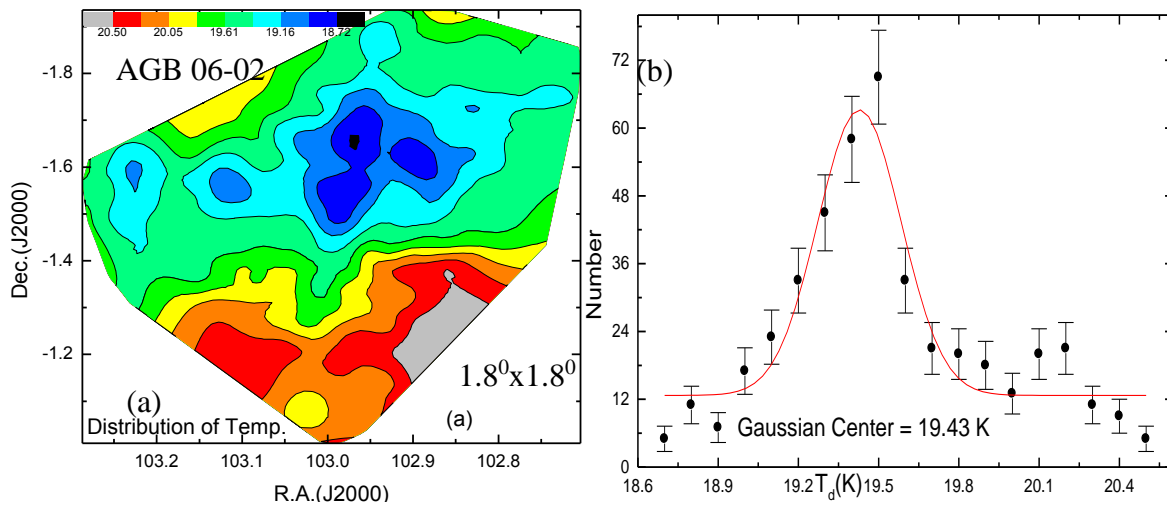 20.50 20.05 19.61 19.16 18.72
AGB 06-02
-1.8
-1.6
-1.4
-1.2
Dec.(J2000)
1.8⁰x1.8⁰
(a)
(a)
Distribution of Temp.
103.2 103.1 103.0 102.9 102.8
R.A.(J2000)
(b)
72
60
48
36
24
12
0
Number
Gaussian Center = 19.43 K
18.6 18.9 19.2 19.5 19.8 20.1 20.4
T_d(K)